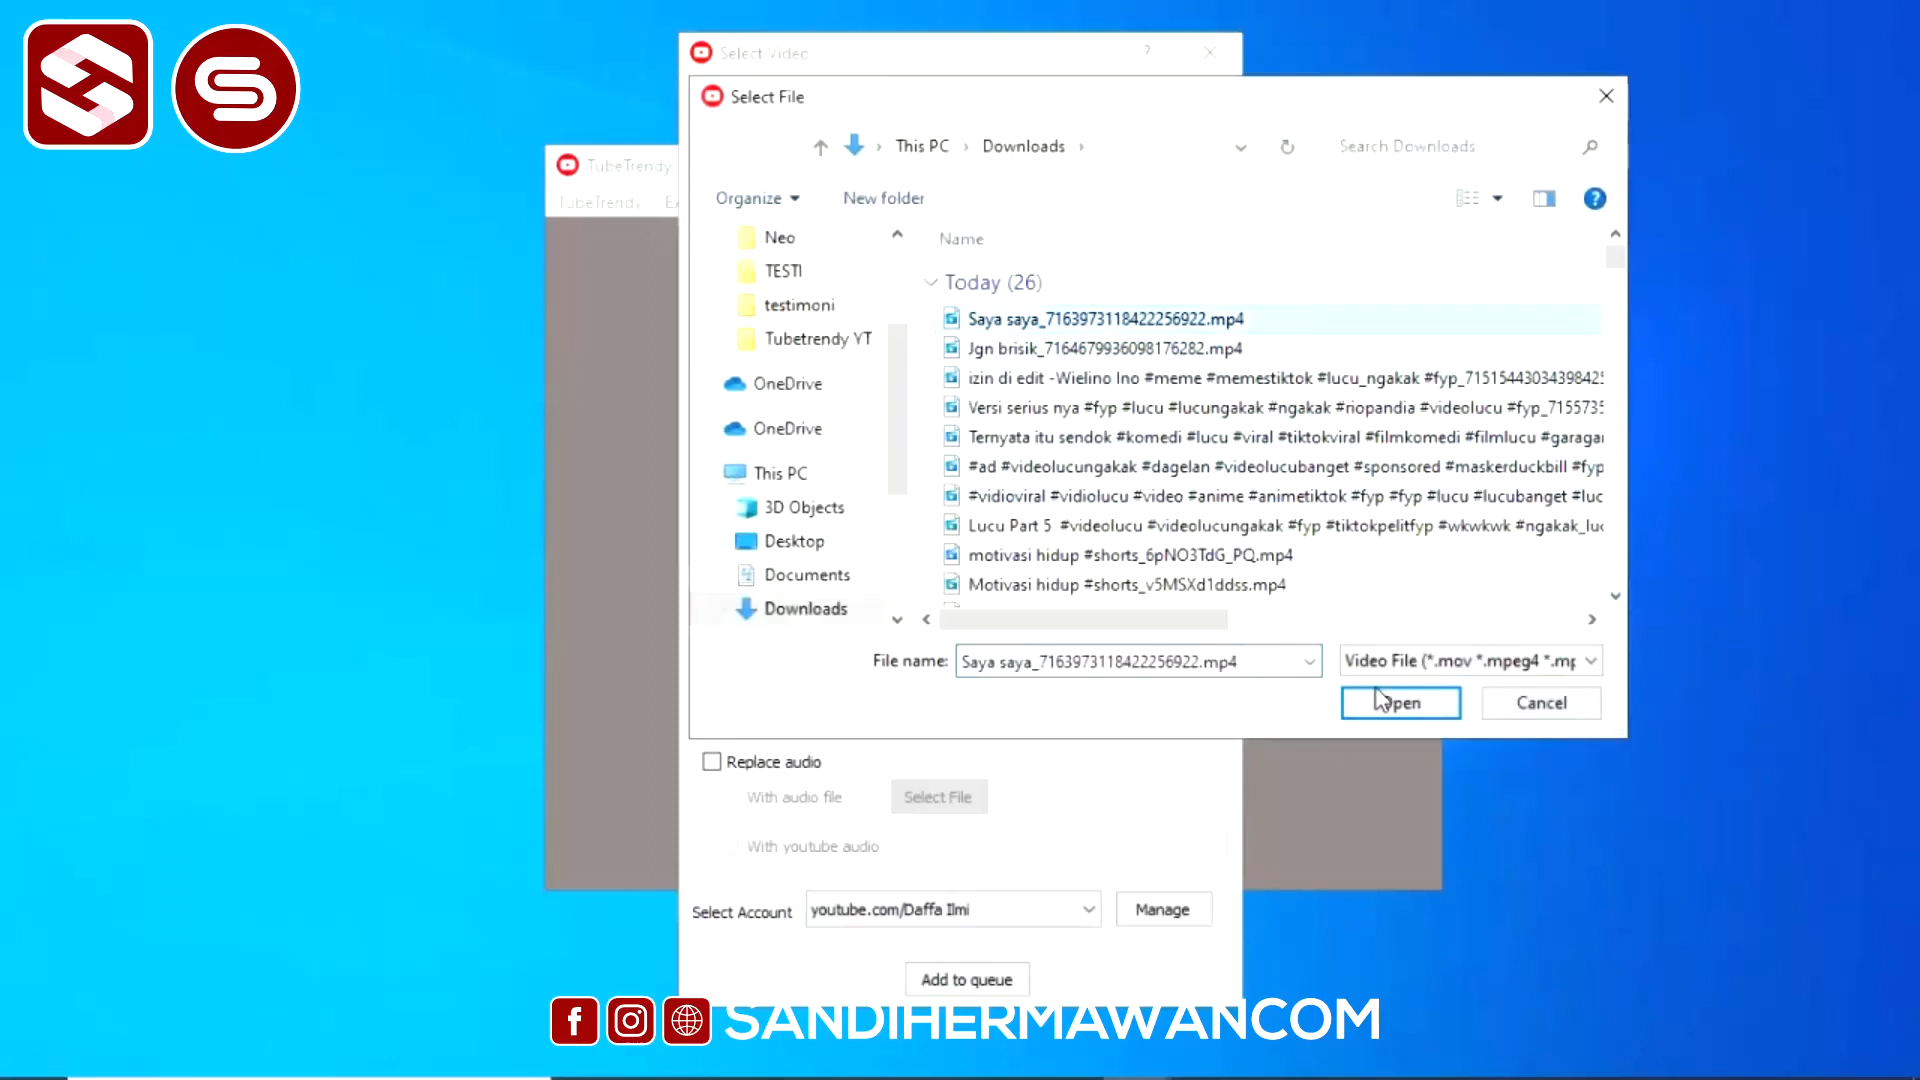 Select Video
?
Select File
This PC
Downloads
Search Downloads
TubeTrendy
TubeTrendy
Organize
New folder
?
Neo
TESTI
testimoni
Tubetrendy YT
OneDrive
OneDrive
This PC
3D Objects
Desktop
Documents
Downloads
Name
Today (26)
Saya saya_7163973118422256922.mp4
Jgn brisik_7164679936098176282.mp4
izin di edit -Wielino Ino #meme #memestiktok #lucu_ngakak #fyp_71515443034398425
Versi serius nya #fyp #lucu #lucungakak #ngakak #riopandia #videolucu #fyp_7155735
Ternyata itu sendok #komedi #lucu #viral #tiktokviral #filmkomedi #filmlucu #garagar
#ad #videolucungakak #dagelan #videolucubanget #sponsored #maskerduckbill #fyp
#vidioviral #vidiolucu #video #anime #animetiktok #fyp #fyp #lucu #lucubanget #luc
Lucu Part 5 #videolucu #videolucungakak #fyp #tiktokpelitfyp #wkwkwk #ngakak_luc
motivasi hidup #shorts_6pNO3TdG_PQ.mp4
Motivasi hidup #shorts_v5MSXd1ddss.mp4
File name: Saya saya_7163973118422256922.mp4
Video File (*.mov *.mpeg4 *.mp
Open
Cancel
Replace audio
With audio file
Select File
With youtube audio
Select Account
youtube.com/Daffa Ilmi
Manage
Add to queue
SANDIHERMAWANCOM